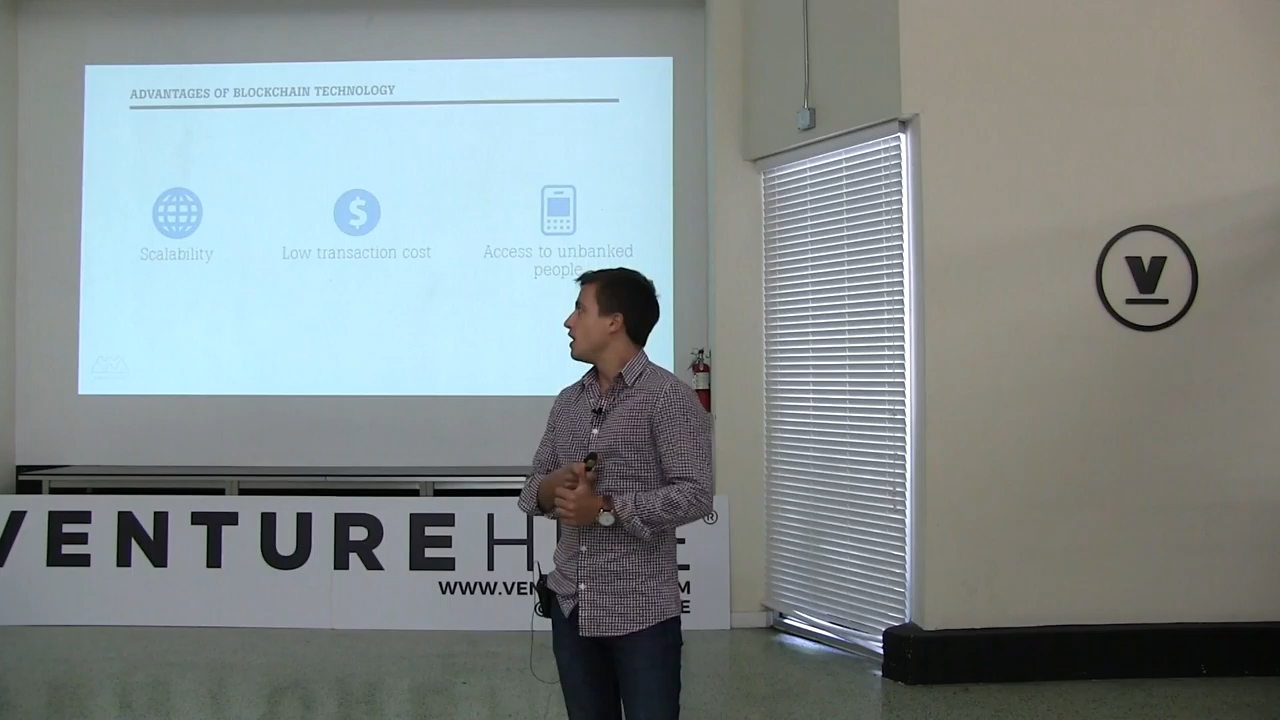 ADVANTAGES OF BLOCKCHAIN TECHNOLOGY
$
Scalability
Low transaction cost
Access to unbanked
people
V
VENTURE H E ®
WWW.VEN M
@ E